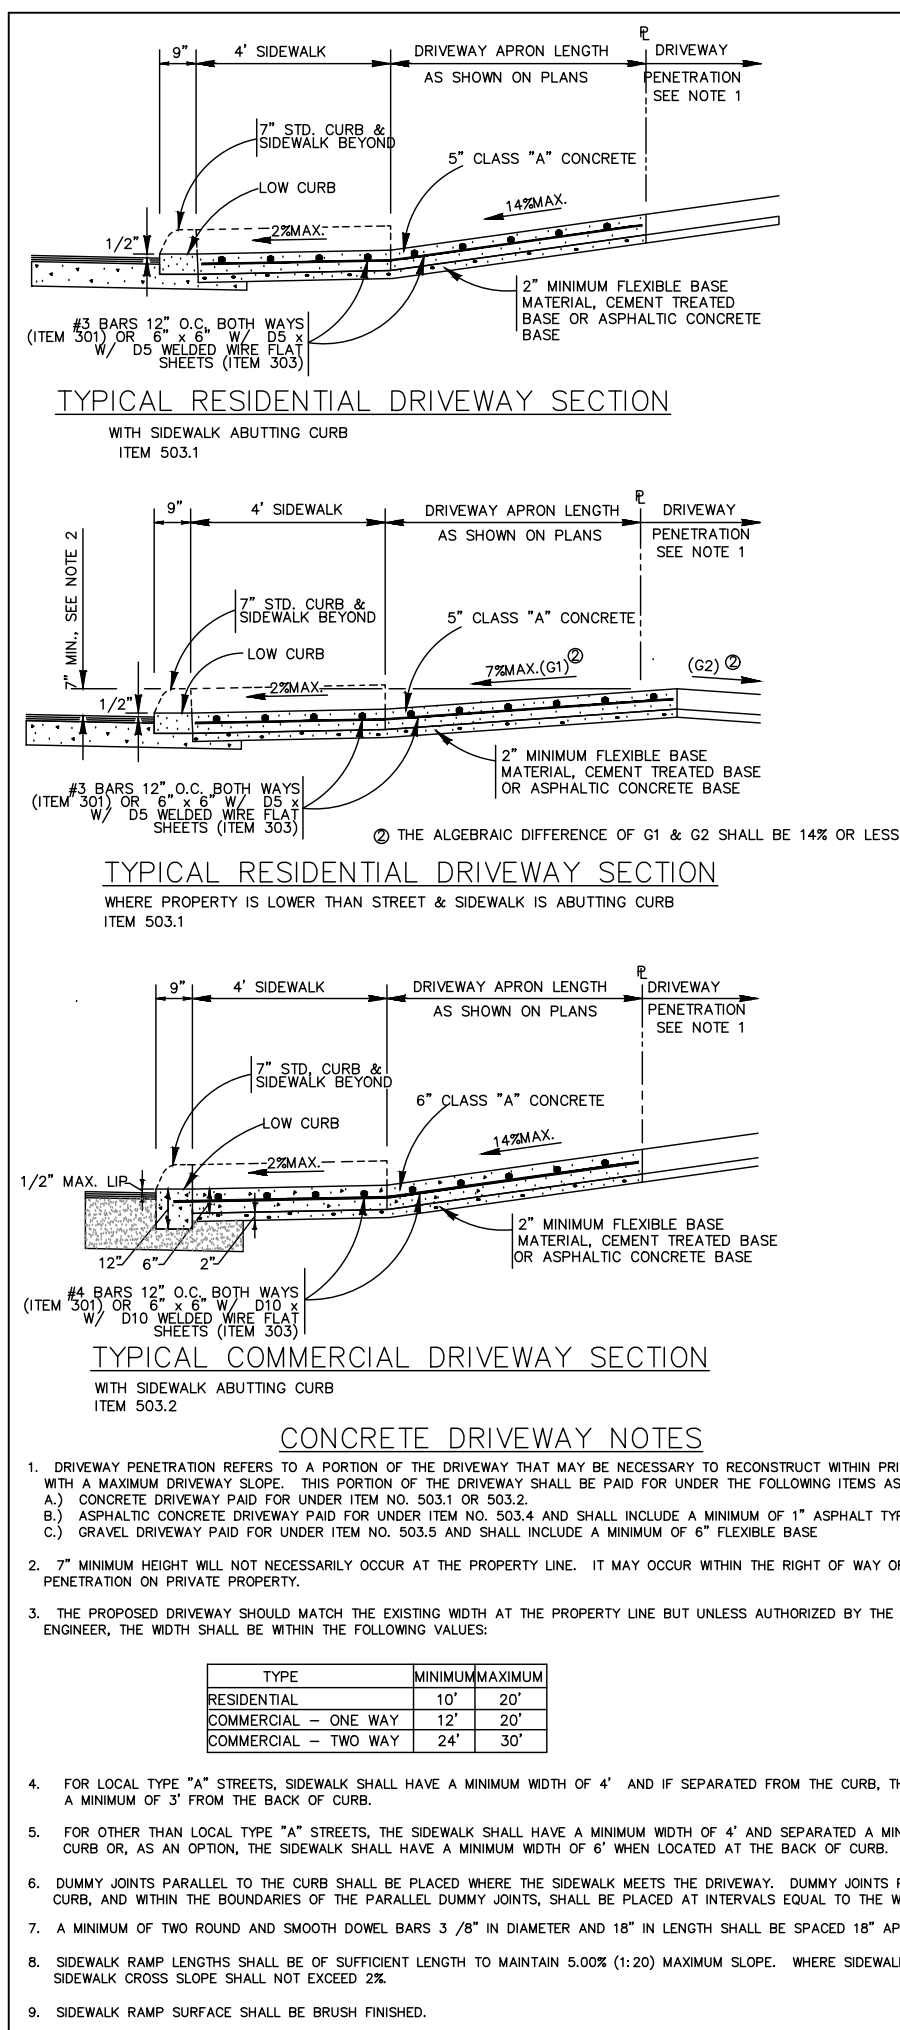 9" 4' SIDEWALK DRIVEWAY APRON LENGTH ℙL DRIVEWAY
AS SHOWN ON PLANS PENETRATION
SEE NOTE 1
7" STD. CURB &
SIDEWALK BEYOND
5" CLASS "A" CONCRETE
LOW CURB
14%MAX.
2%MAX.
1/2"
2" MINIMUM FLEXIBLE BASE
MATERIAL, CEMENT TREATED
BASE OR ASPHALTIC CONCRETE
BASE
#3 BARS 12" O.C. BOTH WAYS
(ITEM 301) OR 6" x 6" W/ D5 x
W/ D5 WELDED WIRE FLAT
SHEETS (ITEM 303)
TYPICAL RESIDENTIAL DRIVEWAY SECTION
WITH SIDEWALK ABUTTING CURB
ITEM 503.1
9" 4' SIDEWALK DRIVEWAY APRON LENGTH ℙL DRIVEWAY
AS SHOWN ON PLANS PENETRATION
SEE NOTE 1
7" MIN., SEE NOTE 2
7" STD. CURB &
SIDEWALK BEYOND
5" CLASS "A" CONCRETE
LOW CURB
7%MAX.(G1) ② (G2) ②
2%MAX.
1/2"
2" MINIMUM FLEXIBLE BASE
MATERIAL, CEMENT TREATED BASE
OR ASPHALTIC CONCRETE BASE
#3 BARS 12" O.C. BOTH WAYS
(ITEM 301) OR 6" x 6" W/ D5 x
W/ D5 WELDED WIRE FLAT
SHEETS (ITEM 303)
② THE ALGEBRAIC DIFFERENCE OF G1 & G2 SHALL BE 14% OR LESS
TYPICAL RESIDENTIAL DRIVEWAY SECTION
WHERE PROPERTY IS LOWER THAN STREET & SIDEWALK IS ABUTTING CURB
ITEM 503.1
9" 4' SIDEWALK DRIVEWAY APRON LENGTH ℙL DRIVEWAY
AS SHOWN ON PLANS PENETRATION
SEE NOTE 1
7" STD, CURB &
SIDEWALK BEYOND
6" CLASS "A" CONCRETE
LOW CURB
14%MAX.
2%MAX.
1/2" MAX. LIP
12" 6" 2"
2" MINIMUM FLEXIBLE BASE
MATERIAL, CEMENT TREATED BASE
OR ASPHALTIC CONCRETE BASE
#4 BARS 12" O.C. BOTH WAYS
(ITEM 301) OR 6" x 6" W/ D10 x
W/ D10 WELDED WIRE FLAT
SHEETS (ITEM 303)
TYPICAL COMMERCIAL DRIVEWAY SECTION
WITH SIDEWALK ABUTTING CURB
ITEM 503.2
CONCRETE DRIVEWAY NOTES
1. DRIVEWAY PENETRATION REFERS TO A PORTION OF THE DRIVEWAY THAT MAY BE NECESSARY TO RECONSTRUCT WITHIN PRI
WITH A MAXIMUM DRIVEWAY SLOPE. THIS PORTION OF THE DRIVEWAY SHALL BE PAID FOR UNDER THE FOLLOWING ITEMS AS
A.) CONCRETE DRIVEWAY PAID FOR UNDER ITEM NO. 503.1 OR 503.2.
B.) ASPHALTIC CONCRETE DRIVEWAY PAID FOR UNDER ITEM NO. 503.4 AND SHALL INCLUDE A MINIMUM OF 1" ASPHALT TYP
C.) GRAVEL DRIVEWAY PAID FOR UNDER ITEM NO. 503.5 AND SHALL INCLUDE A MINIMUM OF 6" FLEXIBLE BASE
2. 7" MINIMUM HEIGHT WILL NOT NECESSARILY OCCUR AT THE PROPERTY LINE. IT MAY OCCUR WITHIN THE RIGHT OF WAY OF
PENETRATION ON PRIVATE PROPERTY.
3. THE PROPOSED DRIVEWAY SHOULD MATCH THE EXISTING WIDTH AT THE PROPERTY LINE BUT UNLESS AUTHORIZED BY THE
ENGINEER, THE WIDTH SHALL BE WITHIN THE FOLLOWING VALUES:
TYPE MINIMUM MAXIMUM
RESIDENTIAL 10' 20'
COMMERCIAL – ONE WAY 12' 20'
COMMERCIAL – TWO WAY 24' 30'
4. FOR LOCAL TYPE "A" STREETS, SIDEWALK SHALL HAVE A MINIMUM WIDTH OF 4' AND IF SEPARATED FROM THE CURB, TH
A MINIMUM OF 3' FROM THE BACK OF CURB.
5. FOR OTHER THAN LOCAL TYPE "A" STREETS, THE SIDEWALK SHALL HAVE A MINIMUM WIDTH OF 4' AND SEPARATED A MIN
CURB OR, AS AN OPTION, THE SIDEWALK SHALL HAVE A MINIMUM WIDTH OF 6' WHEN LOCATED AT THE BACK OF CURB.
6. DUMMY JOINTS PARALLEL TO THE CURB SHALL BE PLACED WHERE THE SIDEWALK MEETS THE DRIVEWAY. DUMMY JOINTS P
CURB, AND WITHIN THE BOUNDARIES OF THE PARALLEL DUMMY JOINTS, SHALL BE PLACED AT INTERVALS EQUAL TO THE W
7. A MINIMUM OF TWO ROUND AND SMOOTH DOWEL BARS 3 /8" IN DIAMETER AND 18" IN LENGTH SHALL BE SPACED 18" AP
8. SIDEWALK RAMP LENGTHS SHALL BE OF SUFFICIENT LENGTH TO MAINTAIN 5.00% (1:20) MAXIMUM SLOPE. WHERE SIDEWAL
SIDEWALK CROSS SLOPE SHALL NOT EXCEED 2%.
9. SIDEWALK RAMP SURFACE SHALL BE BRUSH FINISHED.